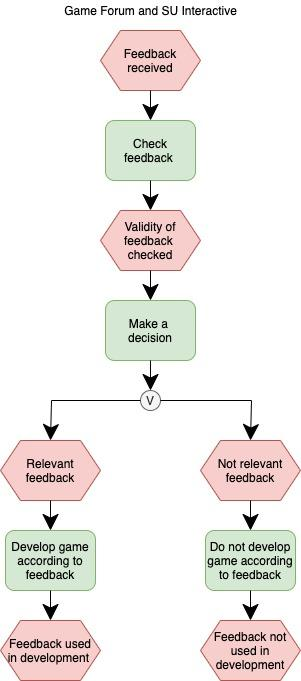 Game Forum and SU Interactive
Feedback
received
Check
feedback
Validity of
feedback
checked
Make a
decision
V
Relevant
feedback
Not relevant
feedback
Develop game
according to
feedback
Do not develop
game according
to feedback
Feedback used
in development
Feedback not
used in
development